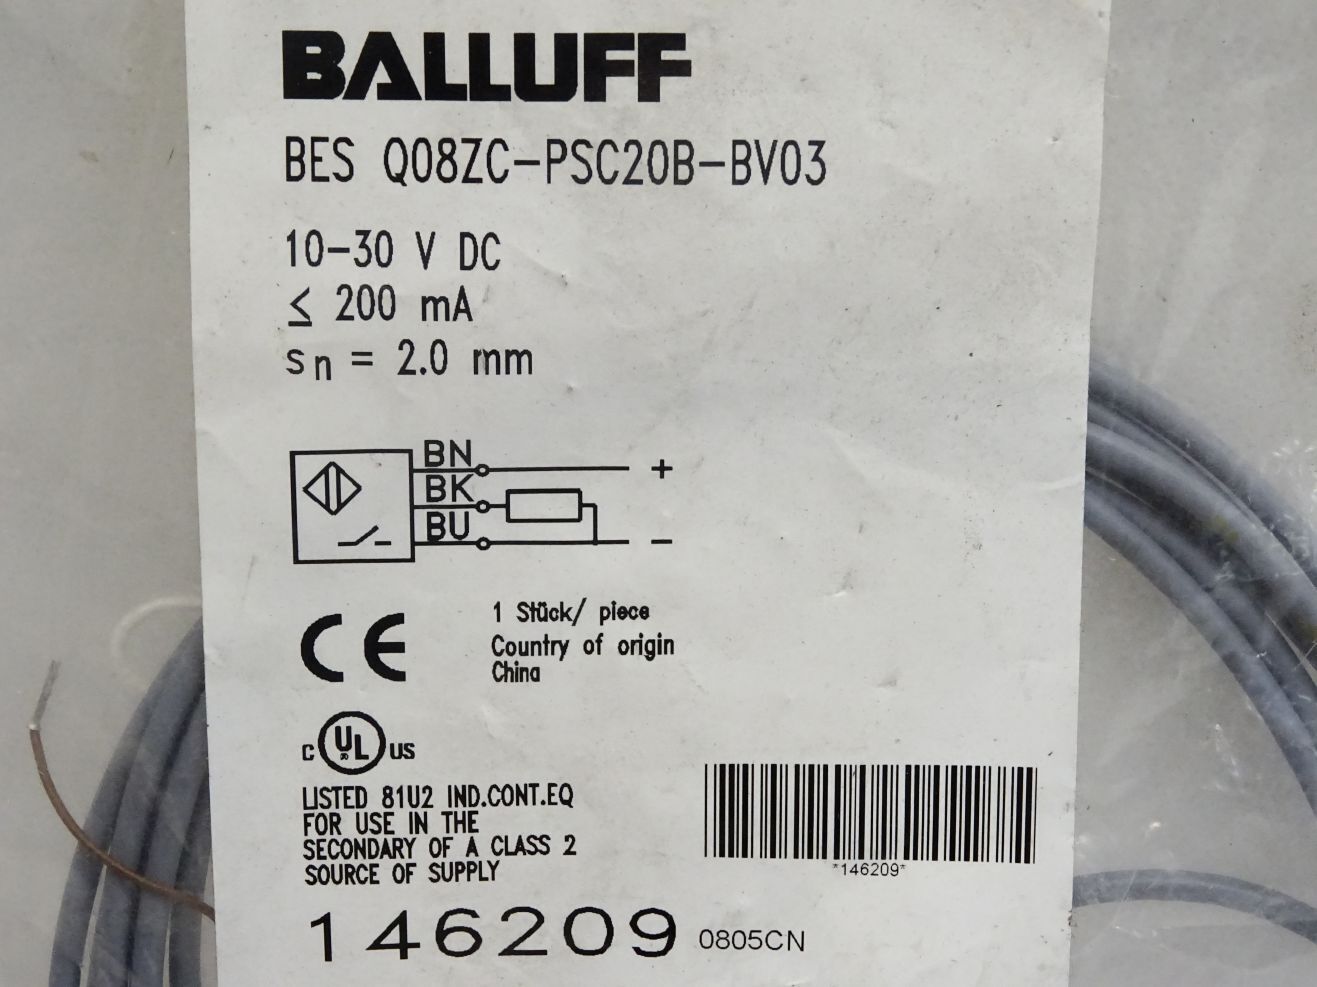 BALLUFF
BES Q08ZC-PSC20B-BV03
10-30 V DC
≤ 200 mA
sn = 2.0 mm
BN +
BK
BU −
CE
1 Stück/ piece
Country of origin
China
C UL US
LISTED 81U2 IND.CONT.EQ
FOR USE IN THE
SECONDARY OF A CLASS 2
SOURCE OF SUPPLY
*146209*
146209 0805CN